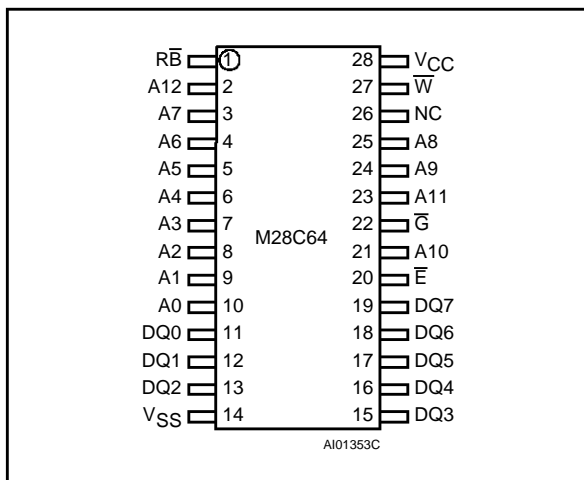 RB̅ 1 28 VCC
A12 2 27 W̅
A7 3 26 NC
A6 4 25 A8
A5 5 24 A9
A4 6 23 A11
A3 7 22 G̅
A2 8 21 A10
M28C64
A1 9 20 E̅
A0 10 19 DQ7
DQ0 11 18 DQ6
DQ1 12 17 DQ5
DQ2 13 16 DQ4
VSS 14 15 DQ3
AI01353C